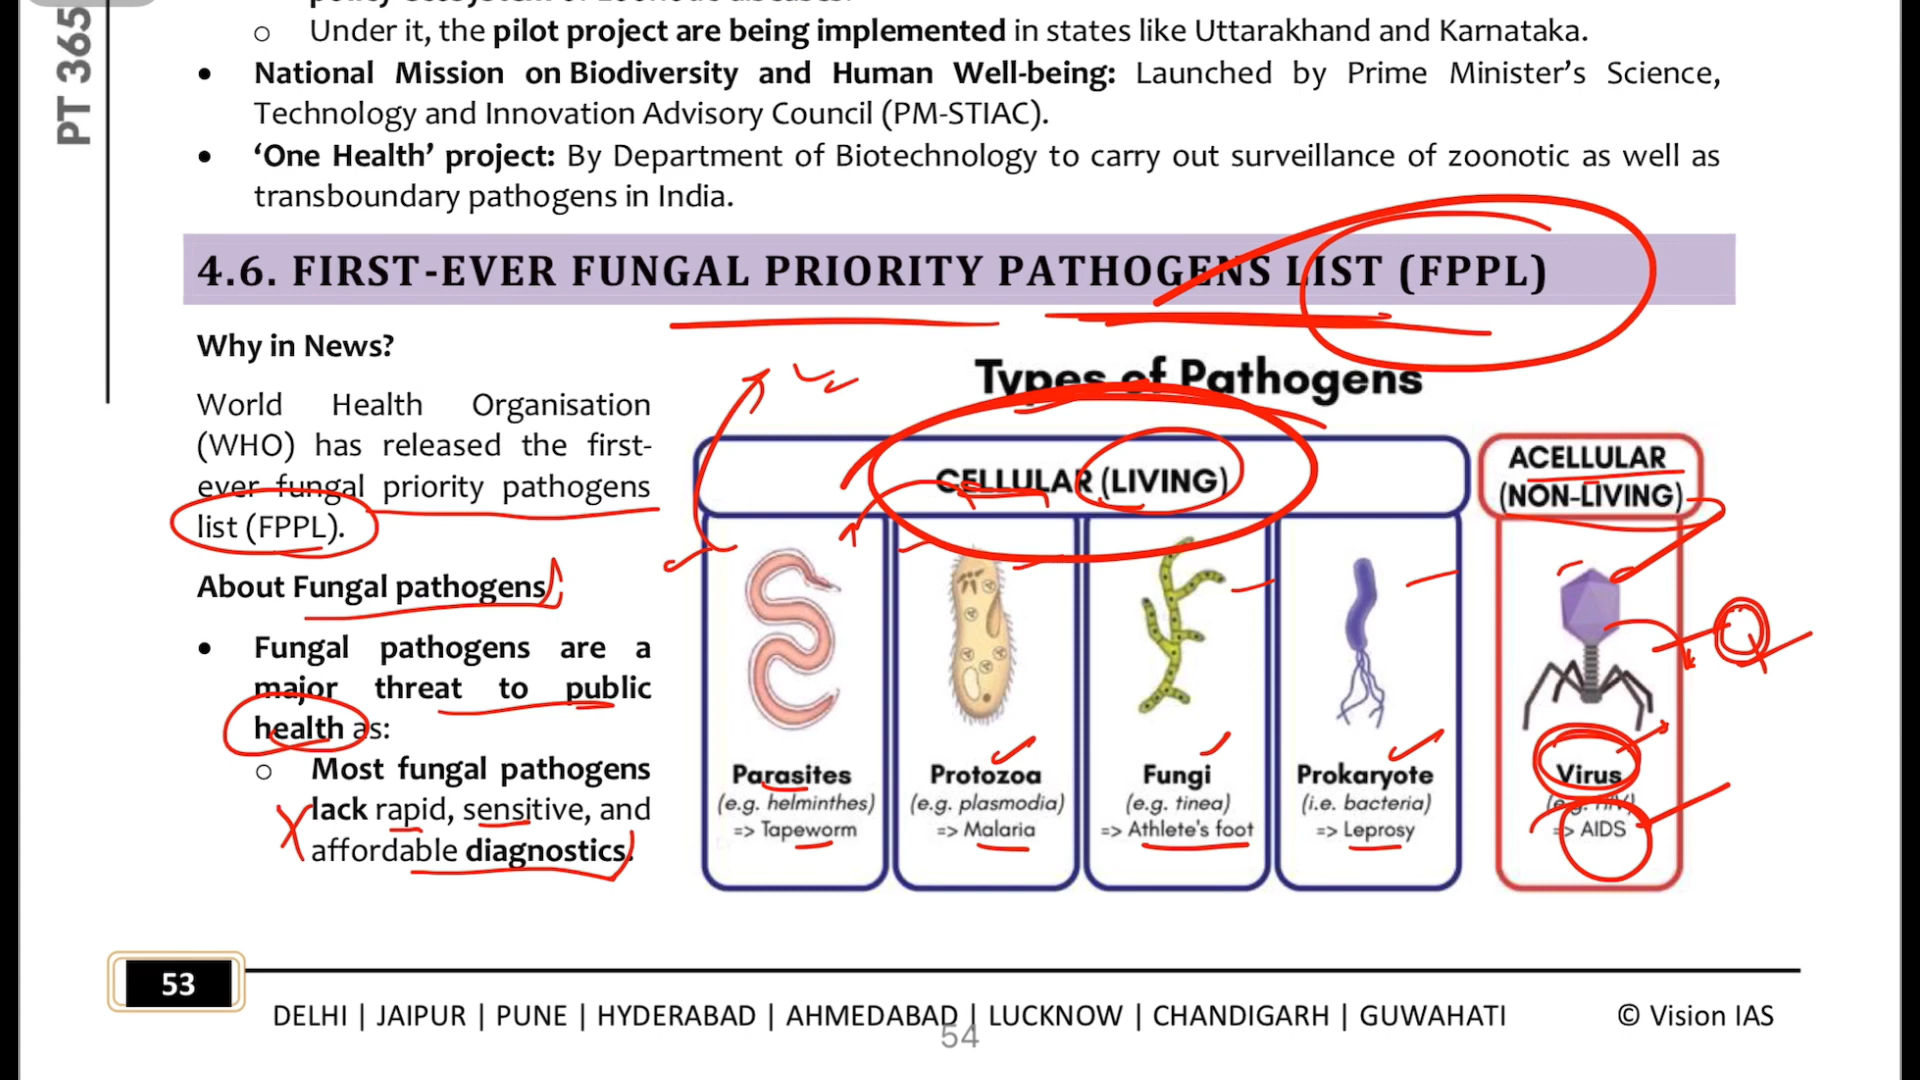 PT 365
policy ecosystem of zoonotic diseases.
o Under it, the pilot project are being implemented in states like Uttarakhand and Karnataka.
• National Mission on Biodiversity and Human Well-being: Launched by Prime Minister's Science,
Technology and Innovation Advisory Council (PM-STIAC).
• 'One Health' project: By Department of Biotechnology to carry out surveillance of zoonotic as well as
transboundary pathogens in India.
4.6. FIRST-EVER FUNGAL PRIORITY PATHOGENS LIST (FPPL)
Why in News?
World Health Organisation
(WHO) has released the first-
ever fungal priority pathogens
list (FPPL).
About Fungal pathogens
• Fungal pathogens are a
major threat to public
health as:
o Most fungal pathogens
lack rapid, sensitive, and
affordable diagnostics.
Types of Pathogens
CELLULAR (LIVING)
ACELLULAR
(NON-LIVING)
Parasites
(e.g. helminthes)
=> Tapeworm
Protozoa
(e.g. plasmodia)
=> Malaria
Fungi
(e.g. tinea)
=> Athlete's foot
Prokaryote
(i.e. bacteria)
=> Leprosy
Virus
(e.g. HIV)
=> AIDS
Q
53
DELHI | JAIPUR | PUNE | HYDERABAD | AHMEDABAD | LUCKNOW | CHANDIGARH | GUWAHATI
© Vision IAS
54